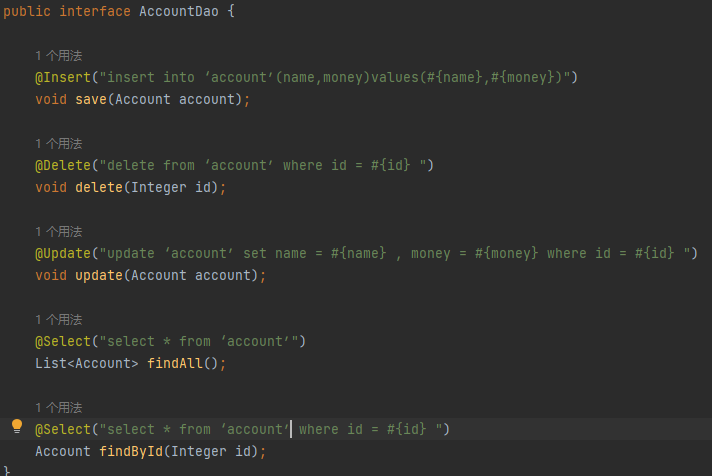 public interface AccountDao {
1 个用法
@Insert("insert into ‘account’(name,money)values(#{name},#{money})")
void save(Account account);
1 个用法
@Delete("delete from ‘account’ where id = #{id} ")
void delete(Integer id);
1 个用法
@Update("update ‘account’ set name = #{name} , money = #{money} where id = #{id} ")
void update(Account account);
1 个用法
@Select("select * from ‘account’")
List<Account> findAll();
1 个用法
@Select("select * from ‘account’ where id = #{id} ")
Account findById(Integer id);
}